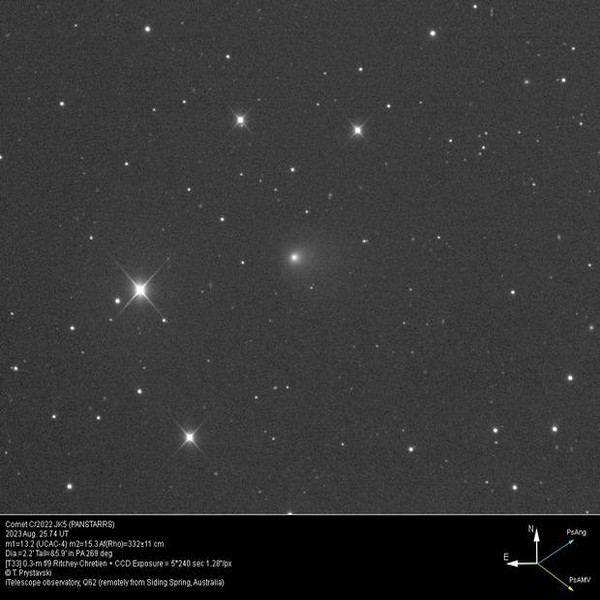 Comet C/2022 JK5 (PANSTARRS)
2023 Aug. 25.74 UT
m1=13.2 (UCAC-4) m2=15.3 Af(Rho)=332±11 cm
Dia.=2.2' Tail=&5.9' in PA 269 deg
[T33] 0.3-m f/9 Ritchey-Chretien + CCD Exposure = 5*240 sec 1.28"/px
© T. Prystavski
iTelescope observatory, Q62 (remotely from Siding Spring, Australia)
N
PsAng
E
PsAMV